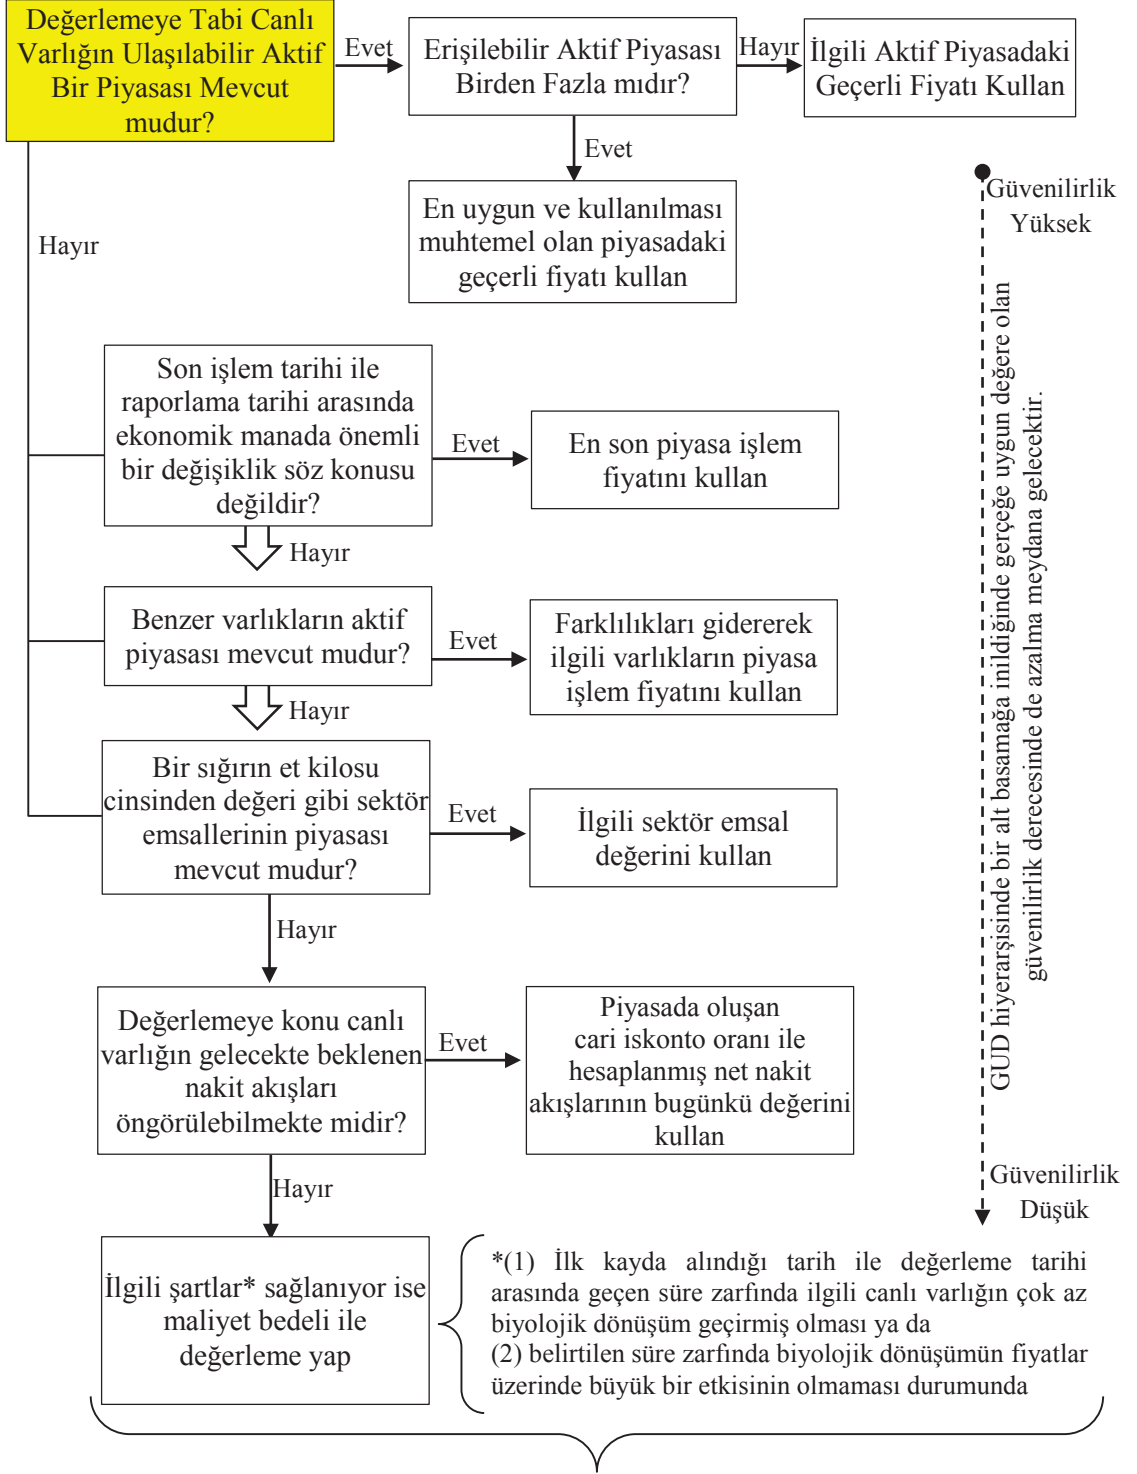 Değerlemeye Tabi Canlı
Varlığın Ulaşılabilir Aktif
Bir Piyasası Mevcut
mudur?
Evet
Erişilebilir Aktif Piyasası
Birden Fazla mıdır?
Hayır
İlgili Aktif Piyasadaki
Geçerli Fiyatı Kullan
Evet
En uygun ve kullanılması
muhtemel olan piyasadaki
geçerli fiyatı kullan
Güvenilirlik
Yüksek
Hayır
Son işlem tarihi ile
raporlama tarihi arasında
ekonomik manada önemli
bir değişiklik söz konusu
değildir?
Evet
En son piyasa işlem
fiyatını kullan
Hayır
Benzer varlıkların aktif
piyasası mevcut mudur?
Evet
Farklılıkları gidererek
ilgili varlıkların piyasa
işlem fiyatını kullan
Hayır
Bir sığırın et kilosu
cinsinden değeri gibi sektör
emsallerinin piyasası
mevcut mudur?
Evet
İlgili sektör emsal
değerini kullan
Hayır
GUD hiyerarşisinde bir alt basamağa inildiğinde gerçeğe uygun değere olan
güvenilirlik derecesinde de azalma meydana gelecektir.
Değerlemeye konu canlı
varlığın gelecekte beklenen
nakit akışları
öngörülebilmekte midir?
Evet
Piyasada oluşan
cari iskonto oranı ile
hesaplanmış net nakit
akışlarının bugünkü değerini
kullan
Hayır
Güvenilirlik
Düşük
İlgili şartlar* sağlanıyor ise
maliyet bedeli ile
değerleme yap
*(1) İlk kayda alındığı tarih ile değerleme tarihi
arasında geçen süre zarfında ilgili canlı varlığın çok az
biyolojik dönüşüm geçirmiş olması ya da
(2) belirtilen süre zarfında biyolojik dönüşümün fiyatlar
üzerinde büyük bir etkisinin olmaması durumunda